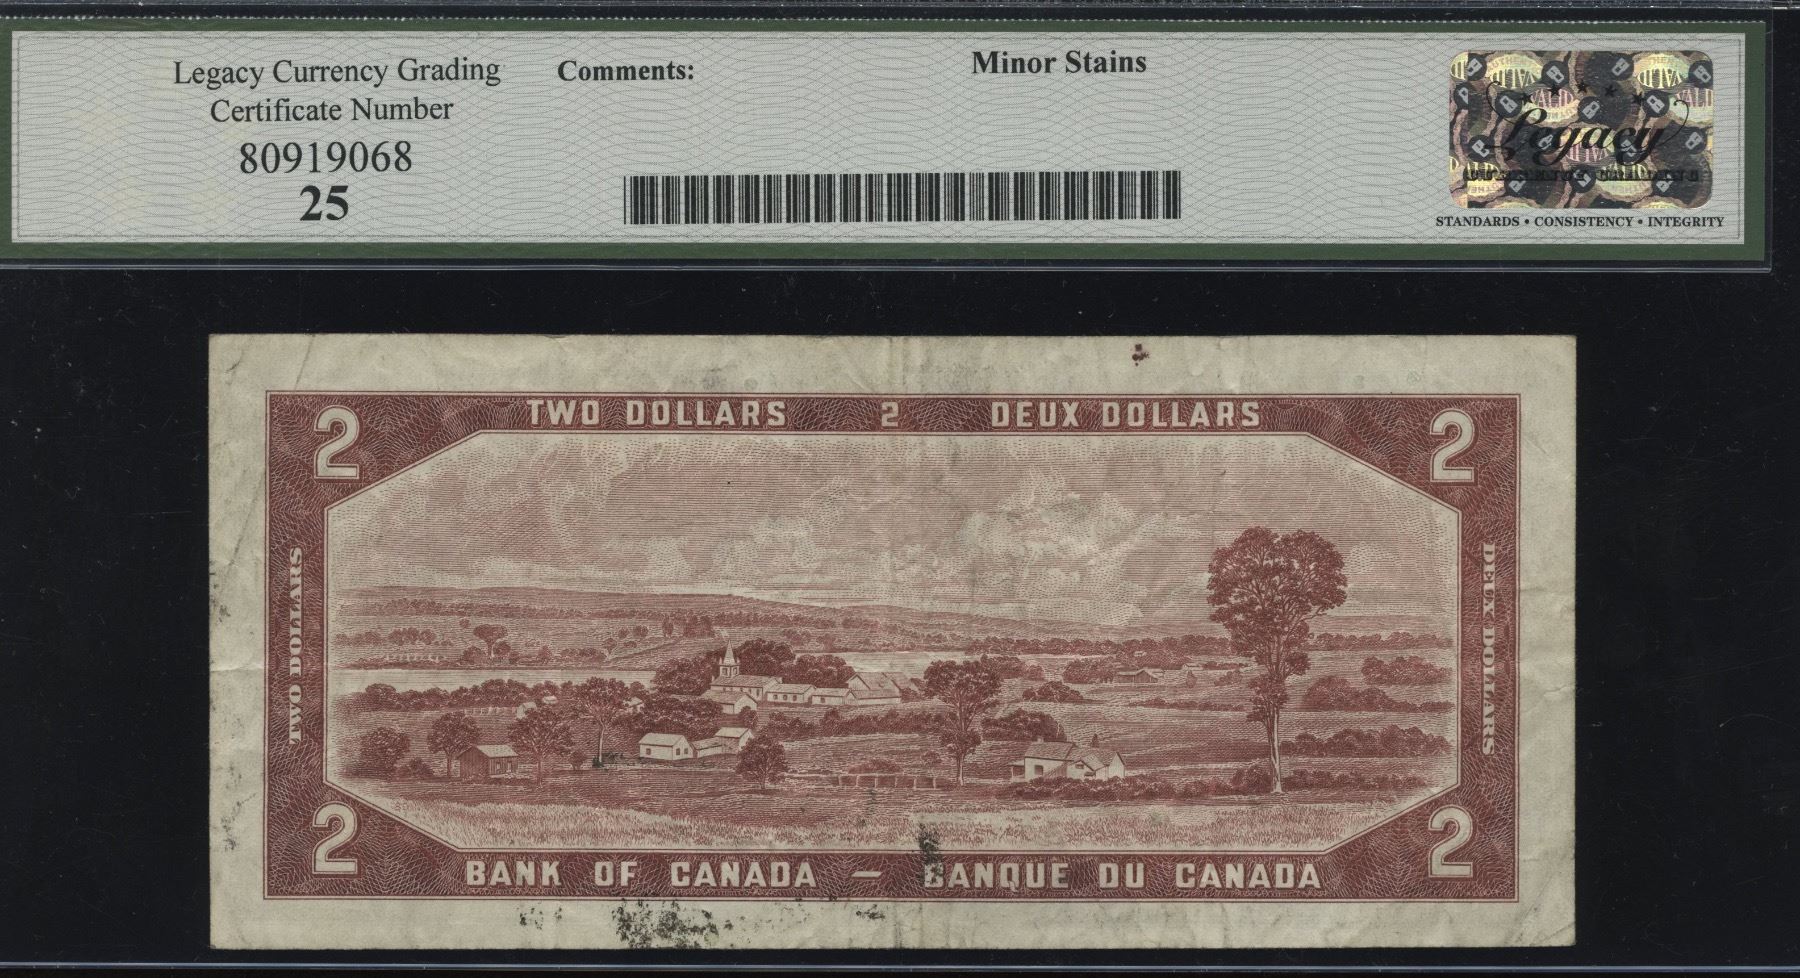 Legacy Currency Grading
Certificate Number
80919068
25
Comments:
Minor Stains
Legacy
STANDARDS • CONSISTENCY • INTEGRITY
2 TWO DOLLARS 2 DEUX DOLLARS 2
TWO DOLLARS
DEUX DOLLARS
2 BANK OF CANADA — BANQUE DU CANADA 2